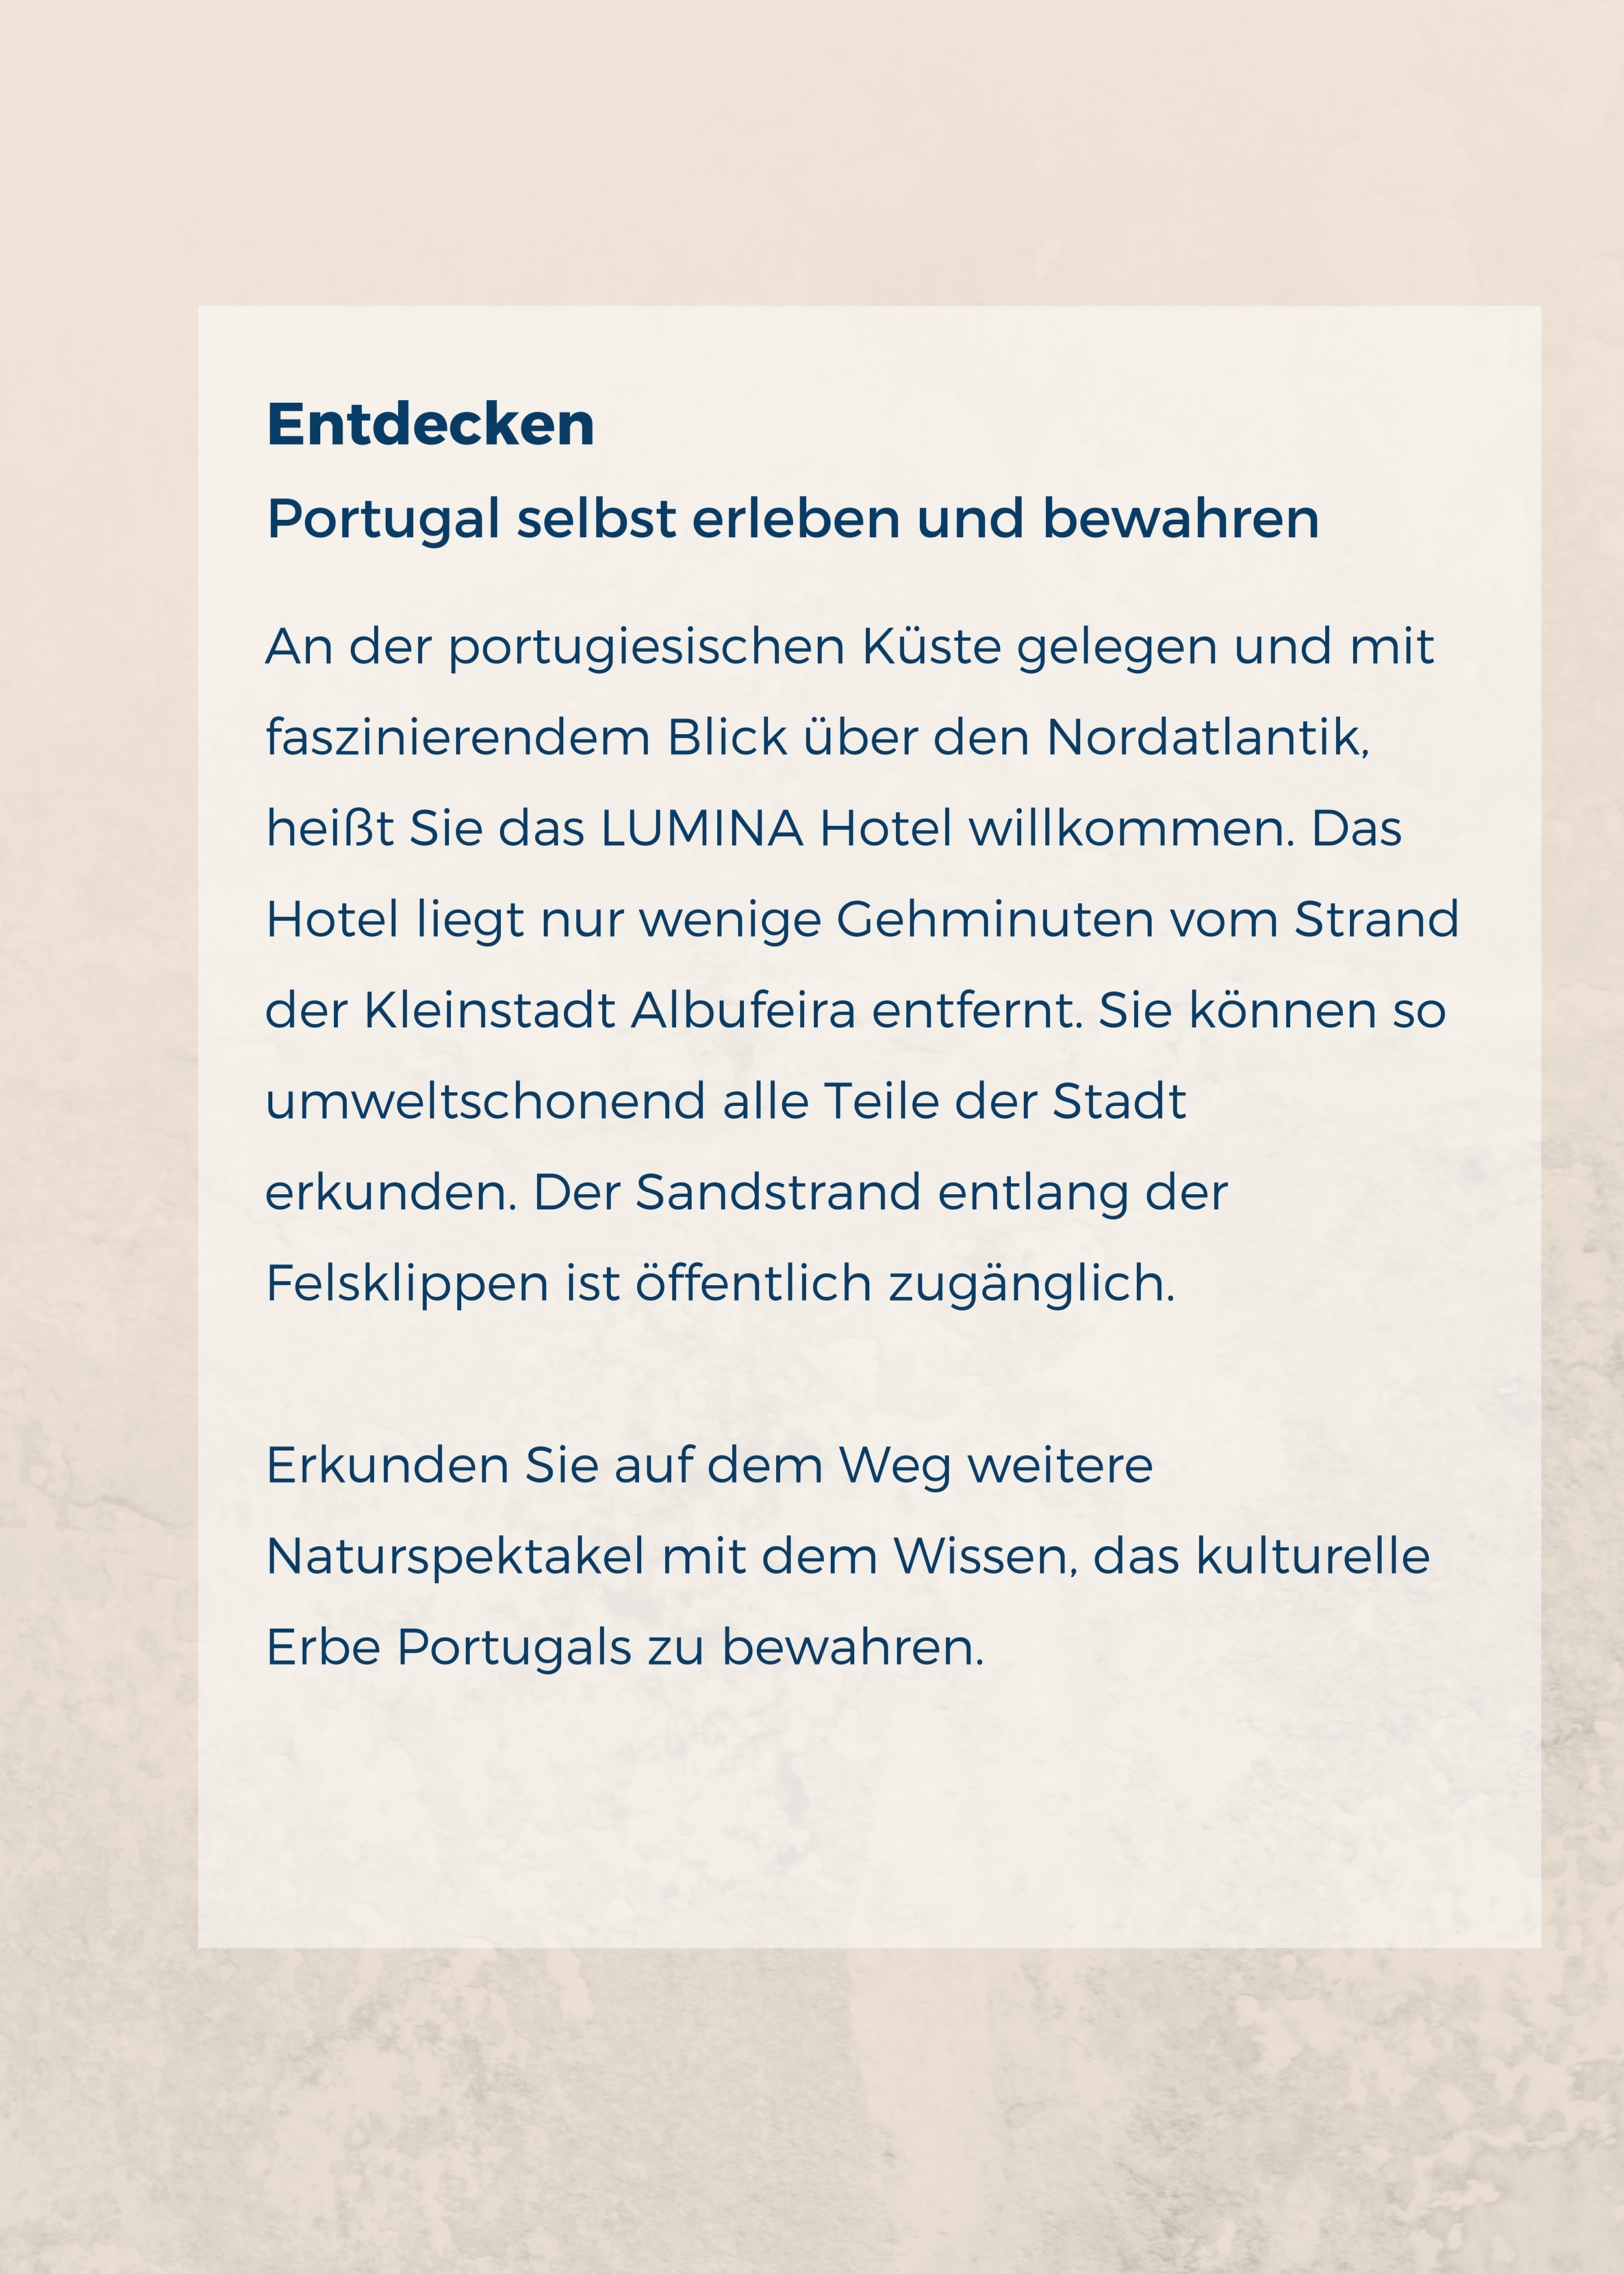 Entdecken
Portugal selbst erleben und bewahren
An der portugiesischen Küste gelegen und mit
faszinierendem Blick über den Nordatlantik,
heißt Sie das LUMINA Hotel willkommen. Das
Hotel liegt nur wenige Gehminuten vom Strand
der Kleinstadt Albufeira entfernt. Sie können so
umweltschonend alle Teile der Stadt
erkunden. Der Sandstrand entlang der
Felsklippen ist öffentlich zugänglich.
Erkunden Sie auf dem Weg weitere
Naturspektakel mit dem Wissen, das kulturelle
Erbe Portugals zu bewahren.